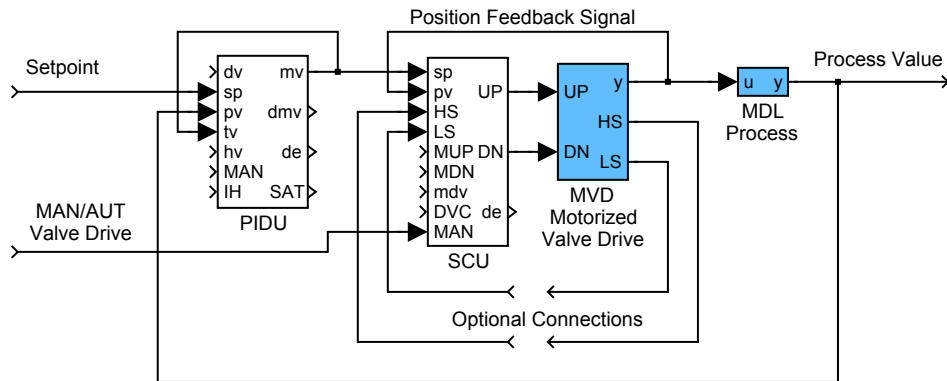 Position Feedback Signal
Setpoint
Process Value
dv
mv
sp
pv
dmv
tv
hv
de
MAN
IH
SAT
PIDU
sp
pv
UP
HS
LS
MUP
DN
MDN
mdv
DVC
de
MAN
SCU
UP
y
HS
DN
LS
MVD
Motorized
Valve Drive
u
y
MDL
Process
MAN/AUT
Valve Drive
Optional Connections